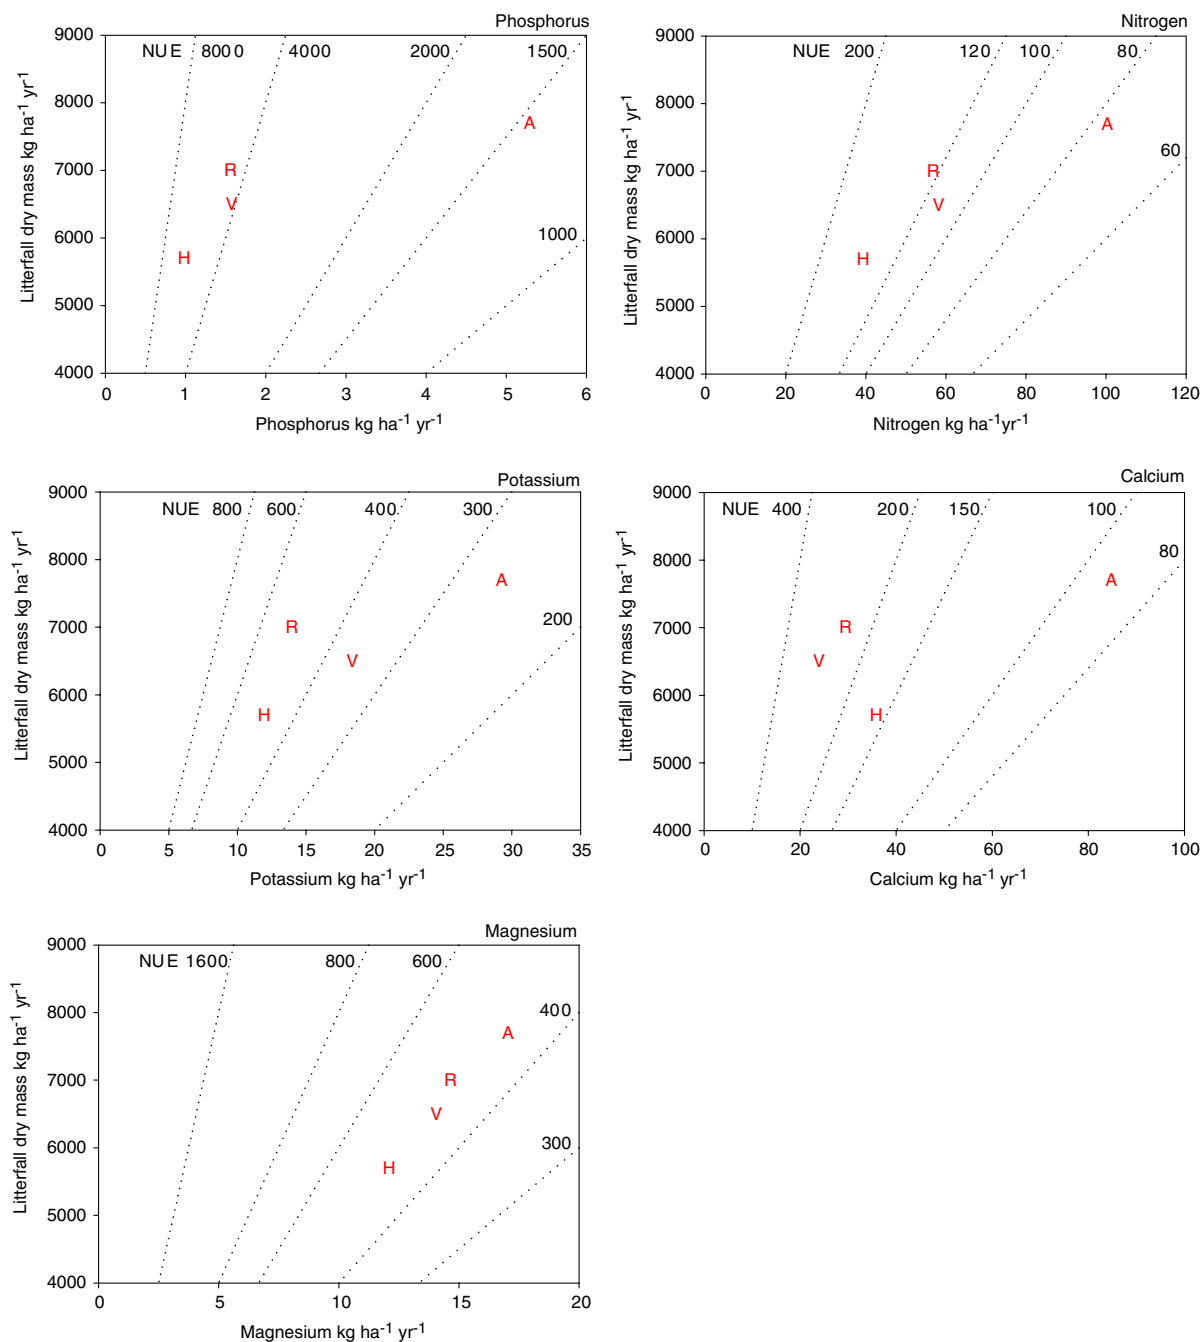 Phosphorus
9000
NUE 8000 4000 2000 1500
8000
A
7000
R
V
6000
1000
H
5000
4000
0 1 2 3 4 5 6
Phosphorus kg ha-1 yr-1
Litterfall dry mass kg ha-1 yr-1
Nitrogen
9000
NUE 200 120 100 80
8000
A
60
7000
R
V
6000
H
5000
4000
0 20 40 60 80 100 120
Nitrogen kg ha-1yr-1
Litterfall dry mass kg ha-1 yr-1
Potassium
9000
NUE 800 600 400 300
8000
A
200
7000
R
V
6000
H
5000
4000
0 5 10 15 20 25 30 35
Potassium kg ha-1 yr-1
Litterfall dry mass kg ha-1 yr-1
Calcium
9000
NUE 400 200 150 100
80
8000
A
7000
R
V
6000
H
5000
4000
0 20 40 60 80 100
Calcium kg ha-1 yr-1
Litterfall dry mass kg ha-1 yr-1
Magnesium
9000
NUE 1600 800 600
400
8000
A
7000
R
V
6000
300
H
5000
4000
0 5 10 15 20
Magnesium kg ha-1 yr-1
Litterfall dry mass kg ha-1 yr-1